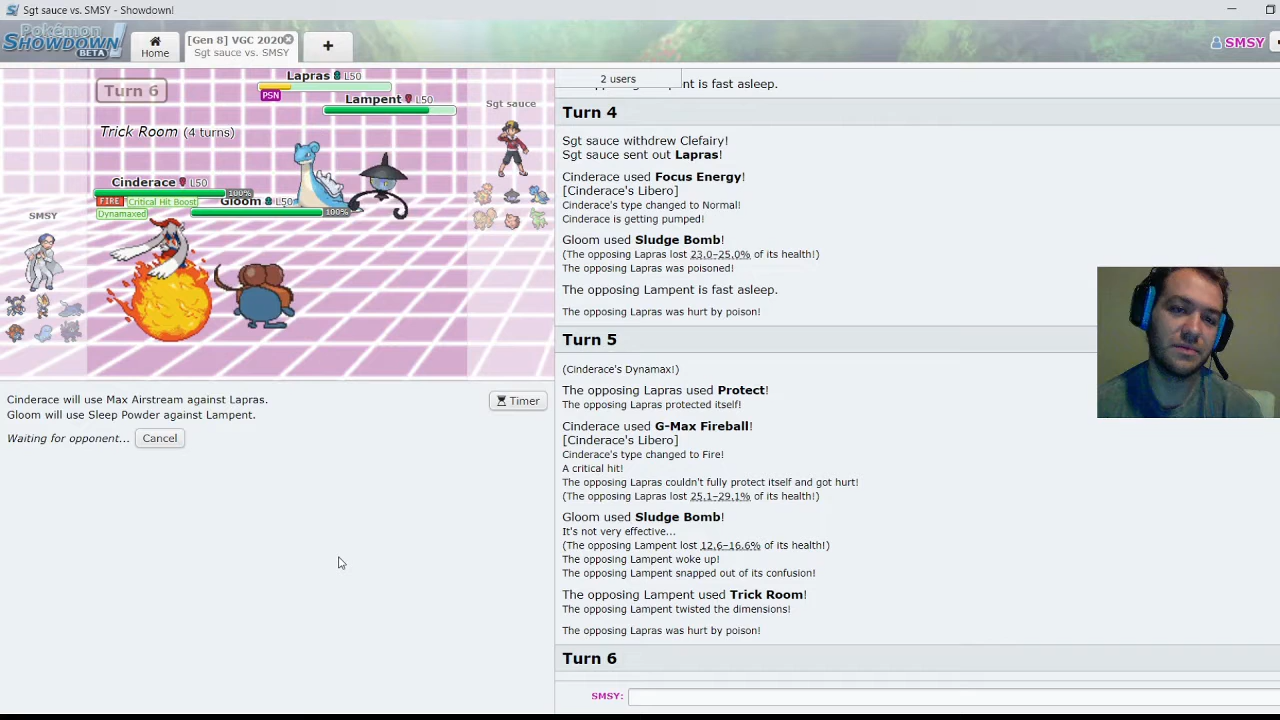 Sgt sauce vs. SMSY - Showdown!
Pokémon
SHOWDOWN!
BETA
Home
[Gen 8] VGC 2020
Sgt sauce vs. SMSY
+
SMSY
2 users
nt is fast asleep.
Turn 6
Trick Room (4 turns)
Lapras L50
PSN
Lampent L50
Sgt sauce
Cinderace L50
100%
FIRE Critical Hit Boost
Dynamaxed
Gloom L50
100%
SMSY
Cinderace will use Max Airstream against Lapras.
Gloom will use Sleep Powder against Lampent.
Waiting for opponent... Cancel
Timer
Turn 4
Sgt sauce withdrew Clefairy!
Sgt sauce sent out Lapras!
Cinderace used Focus Energy!
[Cinderace's Libero]
Cinderace's type changed to Normal!
Cinderace is getting pumped!
Gloom used Sludge Bomb!
(The opposing Lapras lost 23.0–25.0% of its health!)
The opposing Lapras was poisoned!
The opposing Lampent is fast asleep.
The opposing Lapras was hurt by poison!
Turn 5
(Cinderace's Dynamax!)
The opposing Lapras used Protect!
The opposing Lapras protected itself!
Cinderace used G-Max Fireball!
[Cinderace's Libero]
Cinderace's type changed to Fire!
A critical hit!
The opposing Lapras couldn't fully protect itself and got hurt!
(The opposing Lapras lost 25.1–29.1% of its health!)
Gloom used Sludge Bomb!
It's not very effective...
(The opposing Lampent lost 12.6–16.6% of its health!)
The opposing Lampent woke up!
The opposing Lampent snapped out of its confusion!
The opposing Lampent used Trick Room!
The opposing Lampent twisted the dimensions!
The opposing Lapras was hurt by poison!
Turn 6
SMSY: